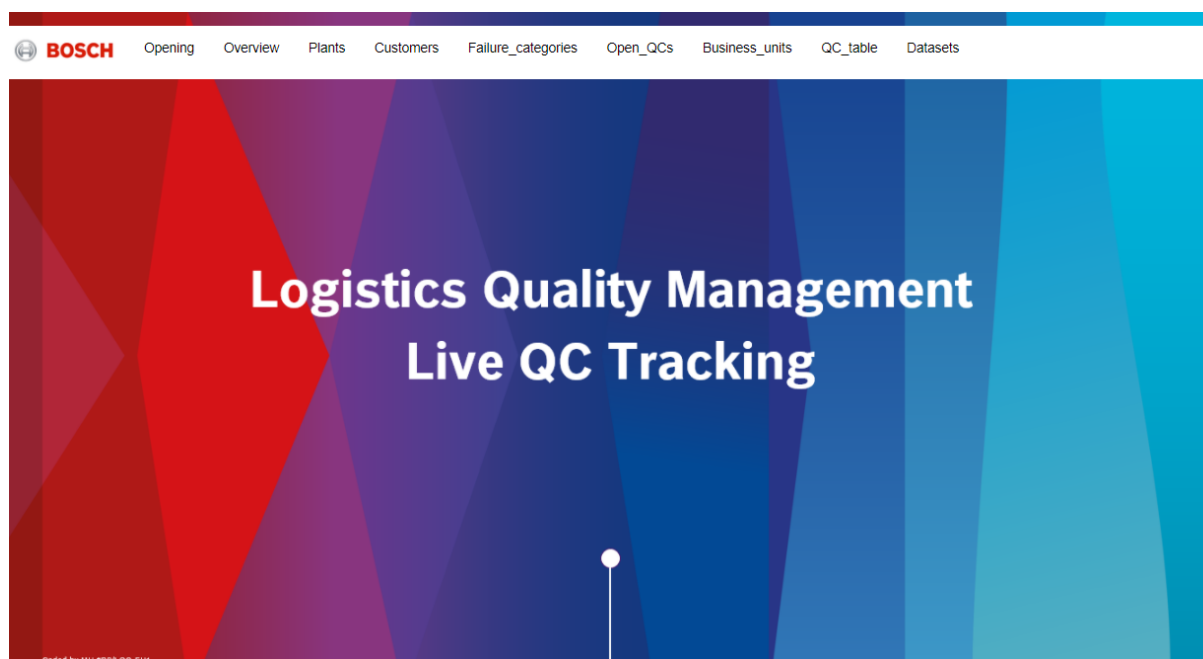 BOSCH Opening Overview Plants Customers Failure_categories Open_QCs Business_units QC_table Datasets
Logistics Quality Management
Live QC Tracking